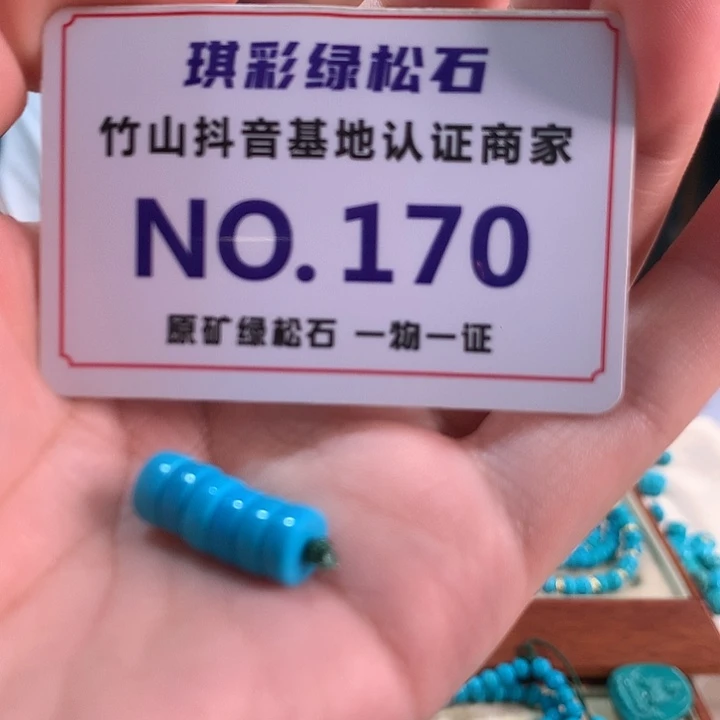 琪彩绿松石
竹山抖音基地认证商家
NO.170
原矿绿松石 一物一证